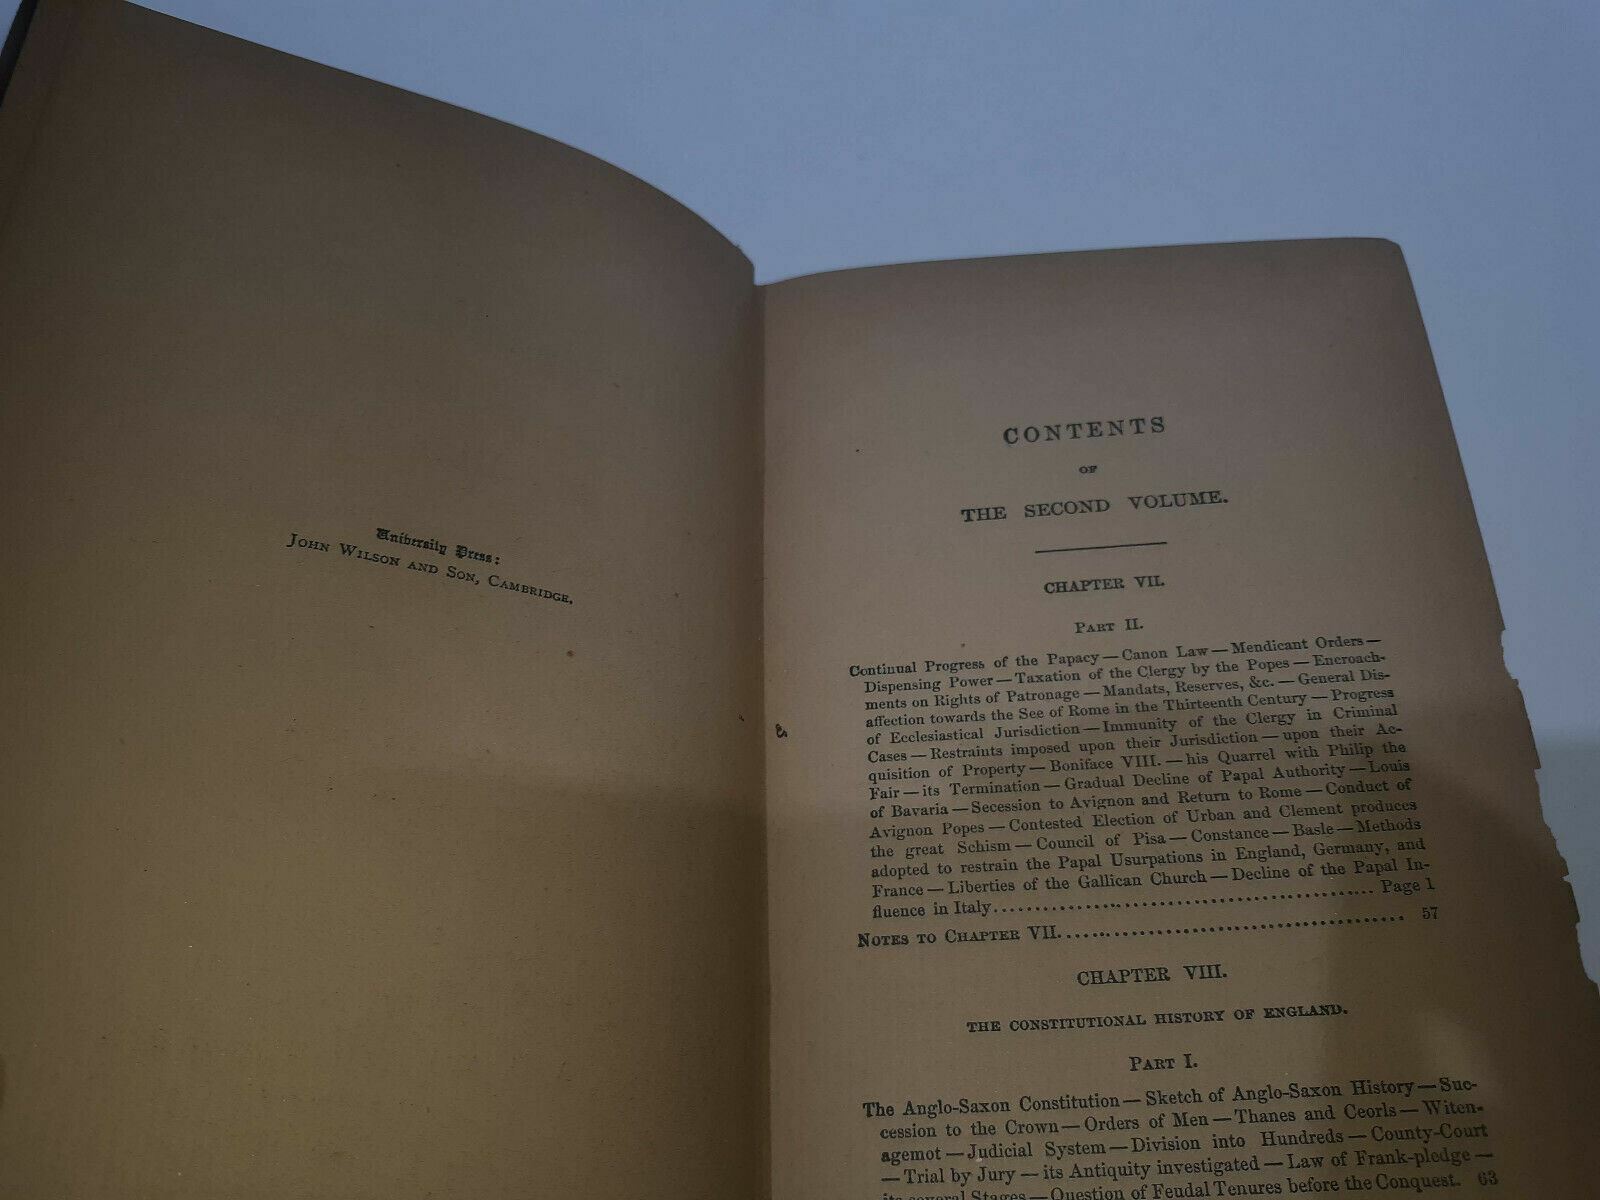 University Press:
John Wilson and Son, Cambridge.
CONTENTS
OF
THE SECOND VOLUME.
CHAPTER VII.
Part II.
Continual Progress of the Papacy — Canon Law — Mendicant Orders —
Dispensing Power — Taxation of the Clergy by the Popes — Encroach-
ments on Rights of Patronage — Mandats, Reserves, &c. — General Dis-
affection towards the See of Rome in the Thirteenth Century — Progress
of Ecclesiastical Jurisdiction — Immunity of the Clergy in Criminal
Cases — Restraints imposed upon their Jurisdiction — upon their Ac-
quisition of Property — Boniface VIII. — his Quarrel with Philip the
Fair — its Termination — Gradual Decline of Papal Authority — Louis
of Bavaria — Secession to Avignon and Return to Rome — Conduct of
Avignon Popes — Contested Election of Urban and Clement produces
the great Schism — Council of Pisa — Constance — Basle — Methods
adopted to restrain the Papal Usurpations in England, Germany, and
France — Liberties of the Gallican Church — Decline of the Papal In-
fluence in Italy........................................ Page 1
Notes to Chapter VII........................................ 57
CHAPTER VIII.
THE CONSTITUTIONAL HISTORY OF ENGLAND.
Part I.
The Anglo-Saxon Constitution — Sketch of Anglo-Saxon History — Suc-
cession to the Crown — Orders of Men — Thanes and Ceorls — Witen-
agemot — Judicial System — Division into Hundreds — County-Court
— Trial by Jury — its Antiquity investigated — Law of Frank-pledge —
its several Stages — Question of Feudal Tenures before the Conquest. 63